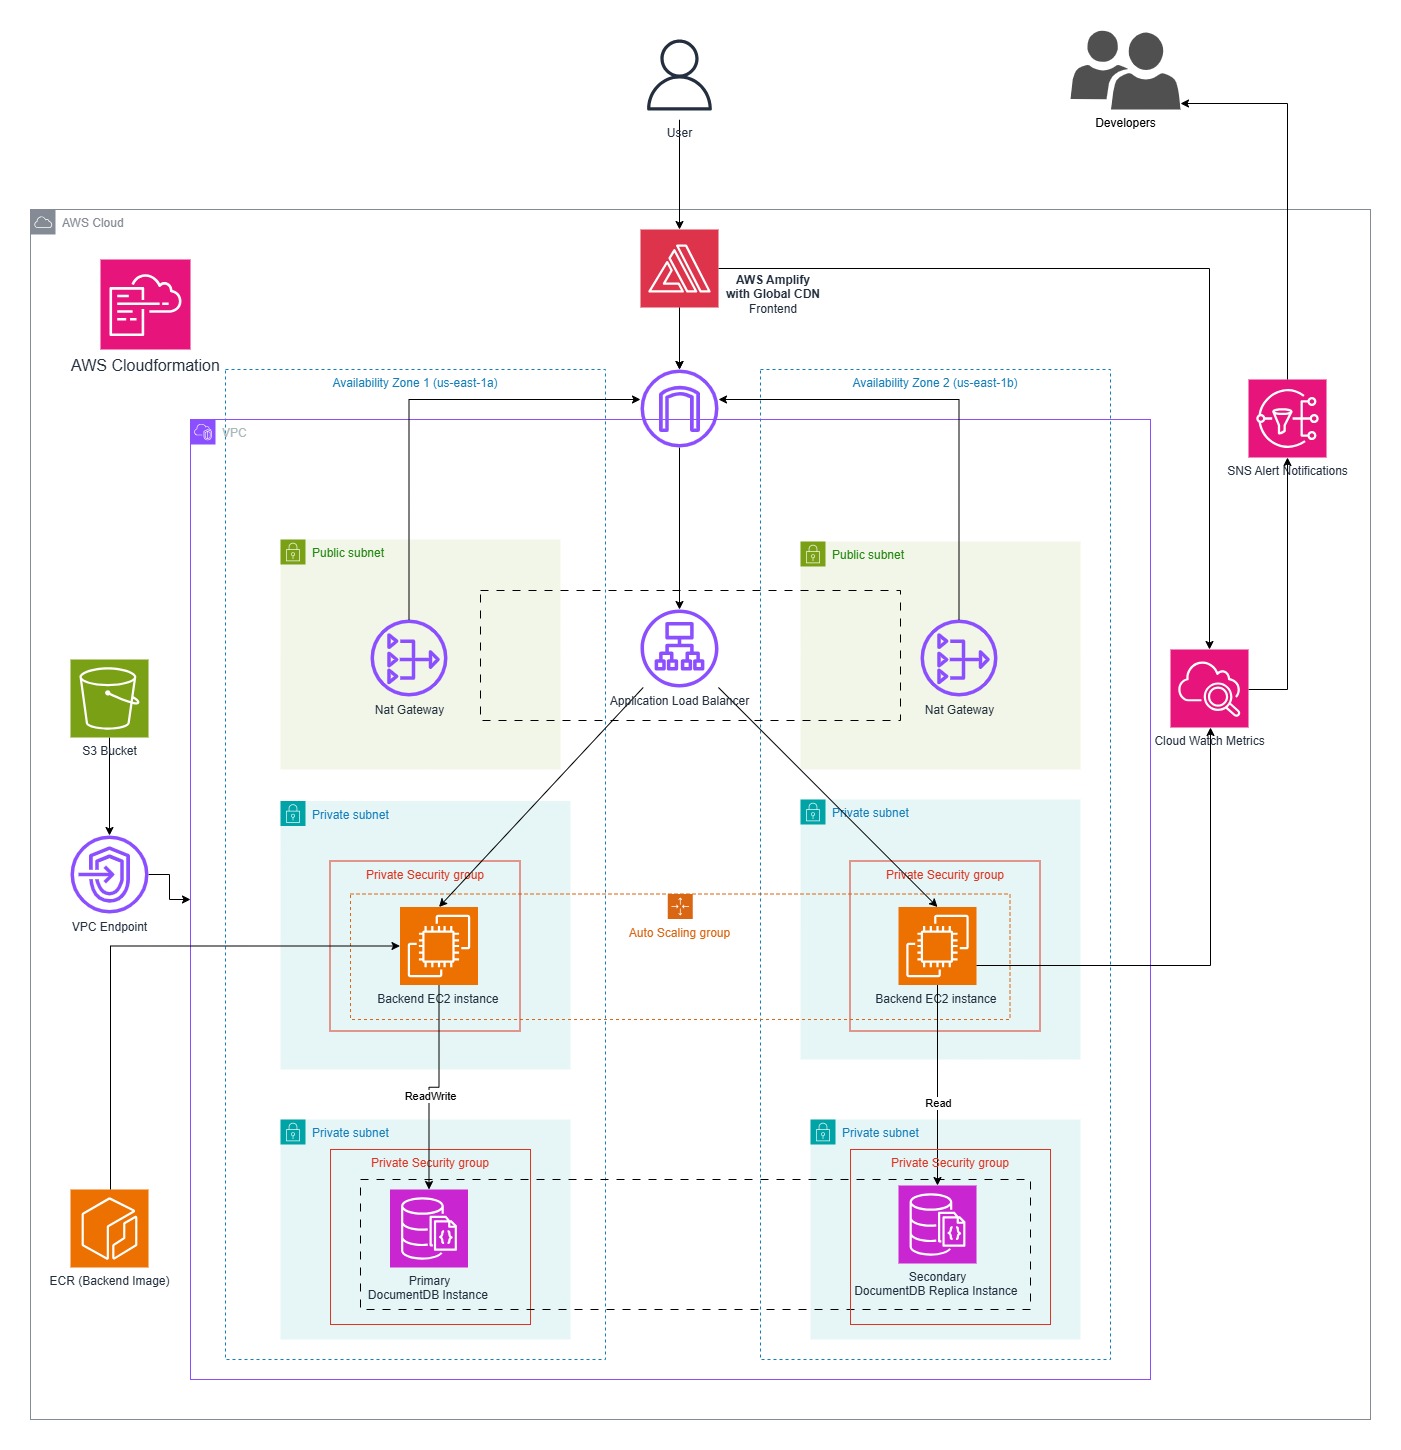 User
Developers
AWS Cloud
AWS Amplify
with Global CDN
Frontend
AWS Cloudformation
Availability Zone 1 (us-east-1a)
Availability Zone 2 (us-east-1b)
VPC
SNS Alert Notifications
Public subnet
Public subnet
Nat Gateway
Application Load Balancer
Nat Gateway
S3 Bucket
Cloud Watch Metrics
Private subnet
Private subnet
Private Security group
Private Security group
VPC Endpoint
Auto Scaling group
Backend EC2 instance
Backend EC2 instance
ReadWrite
Read
Private subnet
Private subnet
Private Security group
Private Security group
ECR (Backend Image)
Primary
DocumentDB Instance
Secondary
DocumentDB Replica Instance